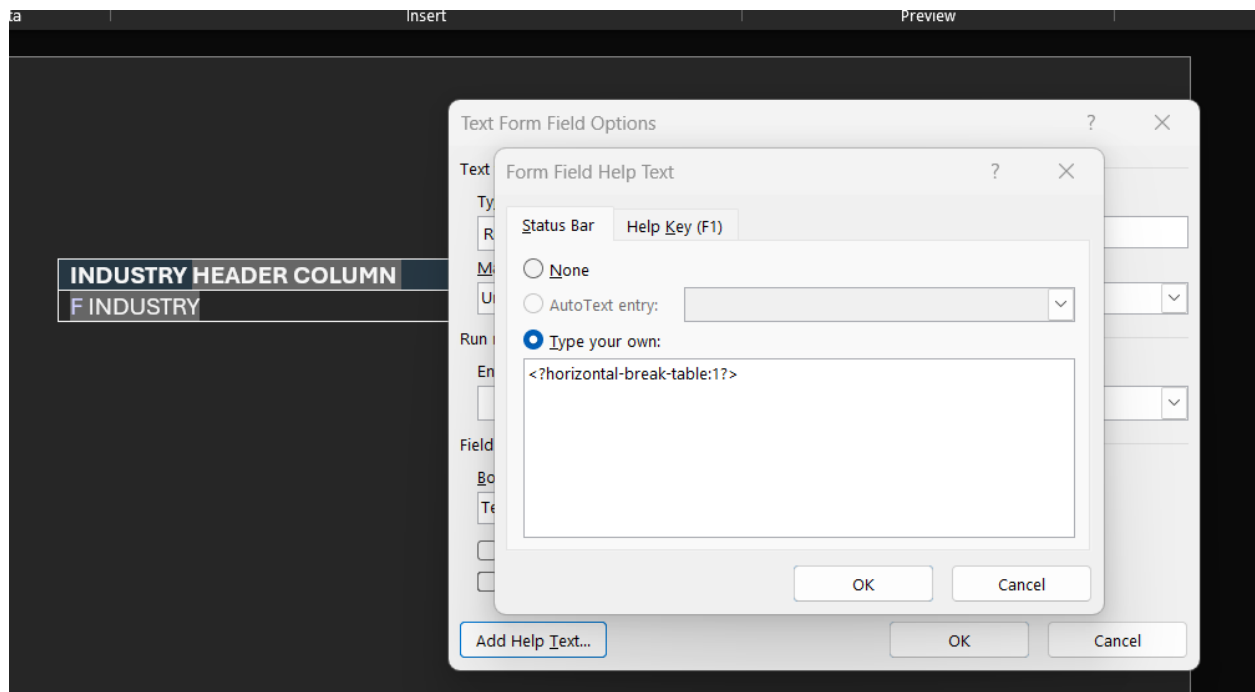 ta Insert Preview
Text Form Field Options ?
Text Form Field Help Text ?
Ty
Status Bar Help Key (F1)
R
INDUSTRY HEADER COLUMN
None
F INDUSTRY
AutoText entry:
Type your own:
Run
<?horizontal-break-table:1?>
En
Field
Bo
Te
OK Cancel
Add Help Text... OK Cancel